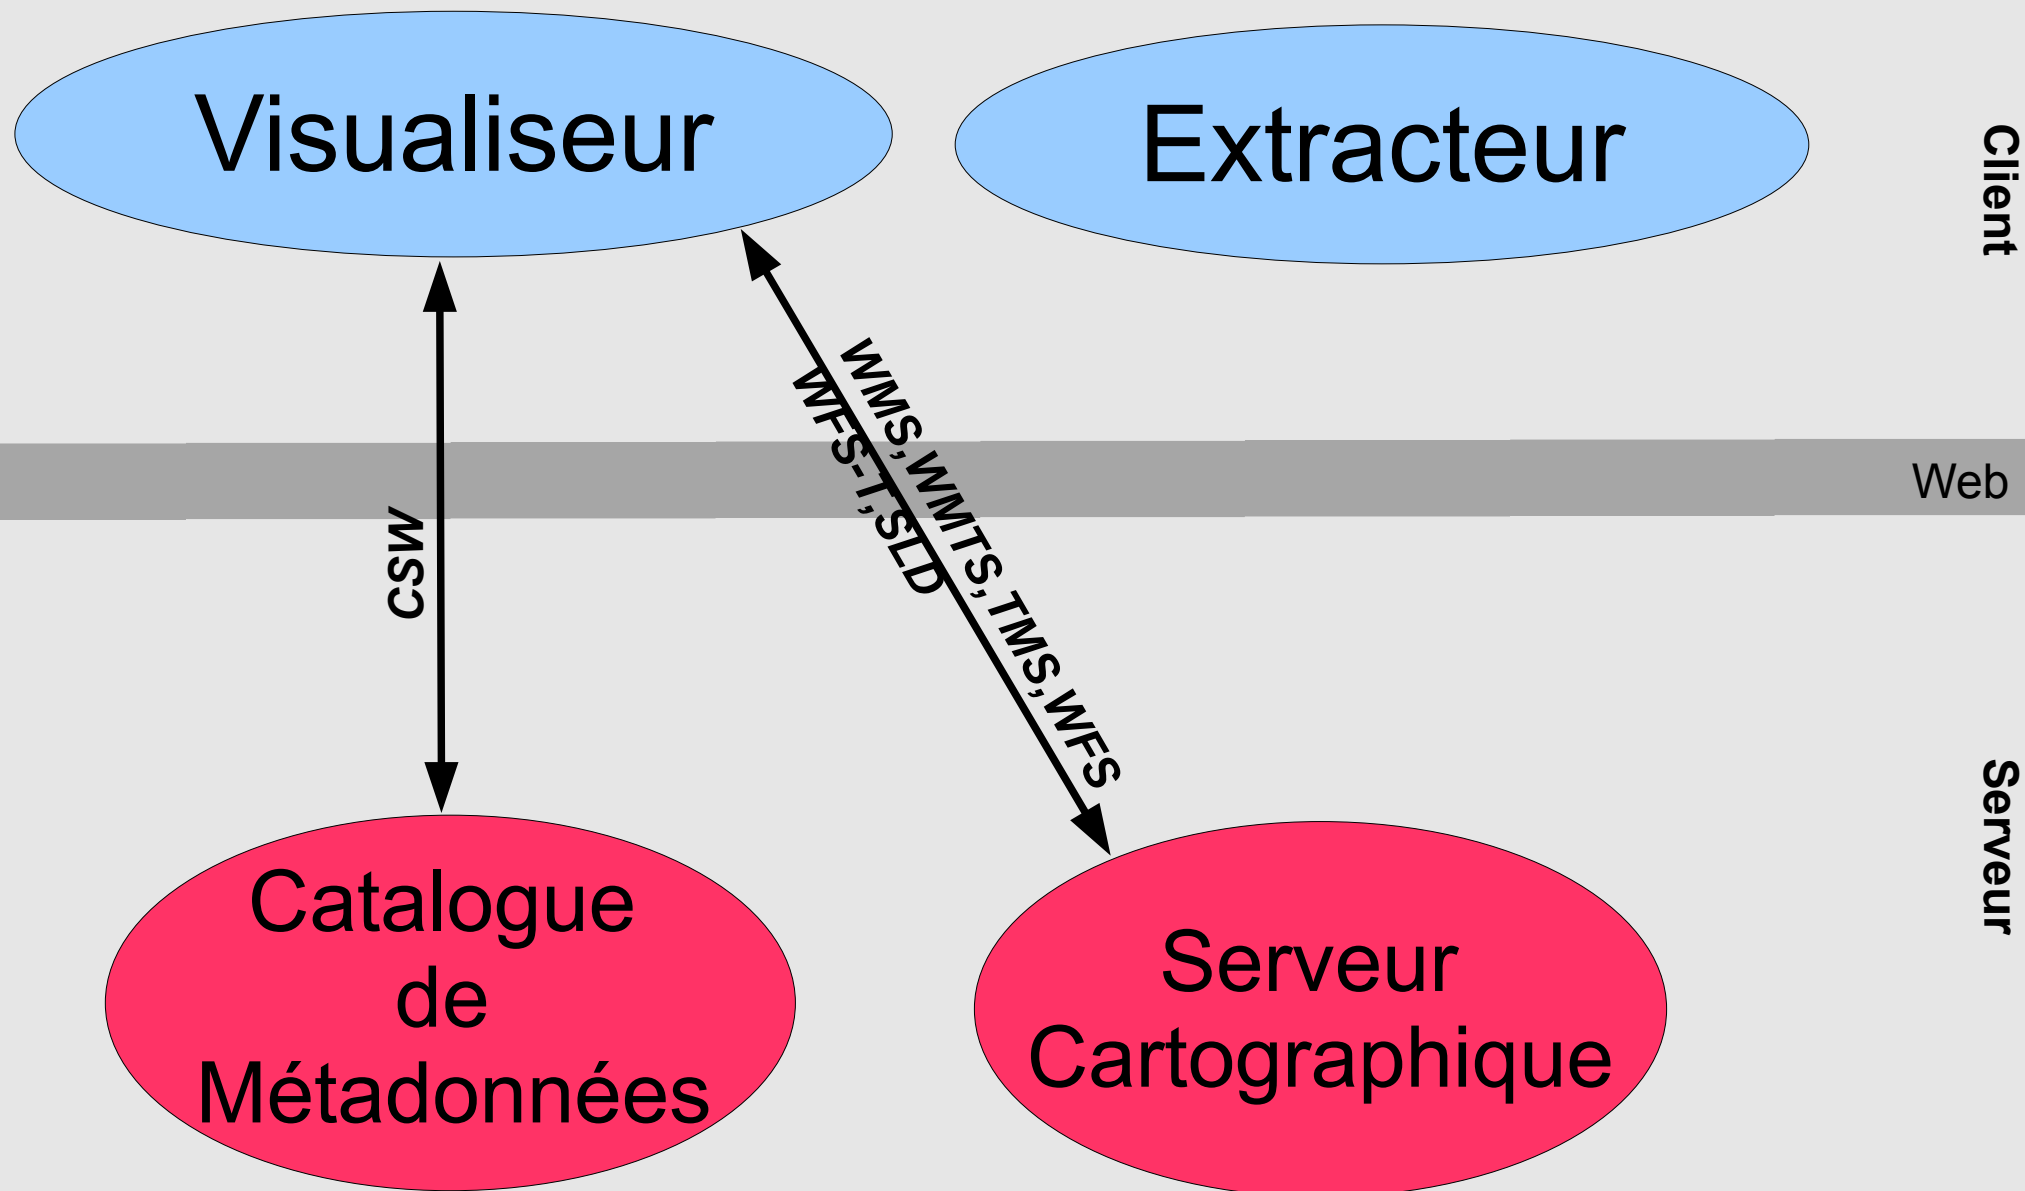 Visualiseur
Extracteur
Client
WMS,WMTS,TMS,WFS
WFS-T,SLD
Web
CSW
Serveur
Catalogue
de
Métadonnées
Serveur
Cartographique